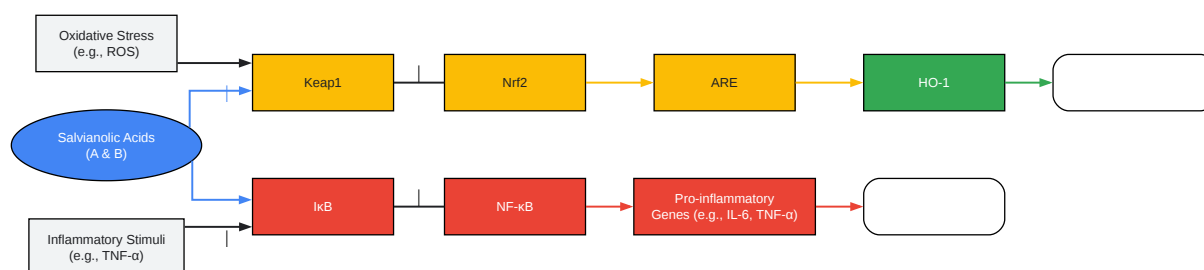 Oxidative Stress
(e.g., ROS)
Keap1
Nrf2
ARE
HO-1
Salvianolic Acids
(A & B)
IκB
NF-κB
Pro-inflammatory
Genes (e.g., IL-6, TNF-α)
Inflammatory Stimuli
(e.g., TNF-α)